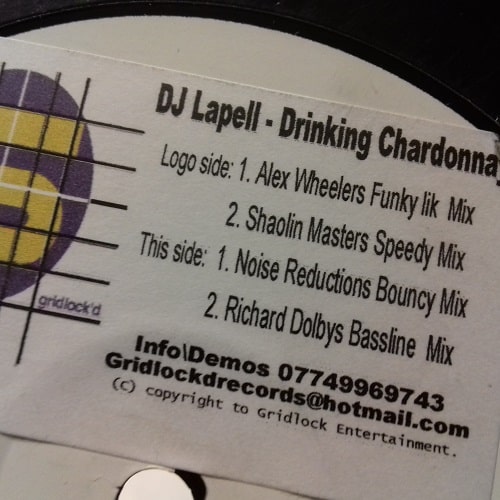 DJ Lapell - Drinking Chardonnay
Logo side: 1. Alex Wheelers Funky lik Mix
2. Shaolin Masters Speedy Mix
This side: 1. Noise Reductions Bouncy Mix
2. Richard Dolbys Bassline Mix
gridlock'd
Info\Demos 07749969743
Gridlockdrecords@hotmail.com
(c) copyright to Gridlock Entertainment.